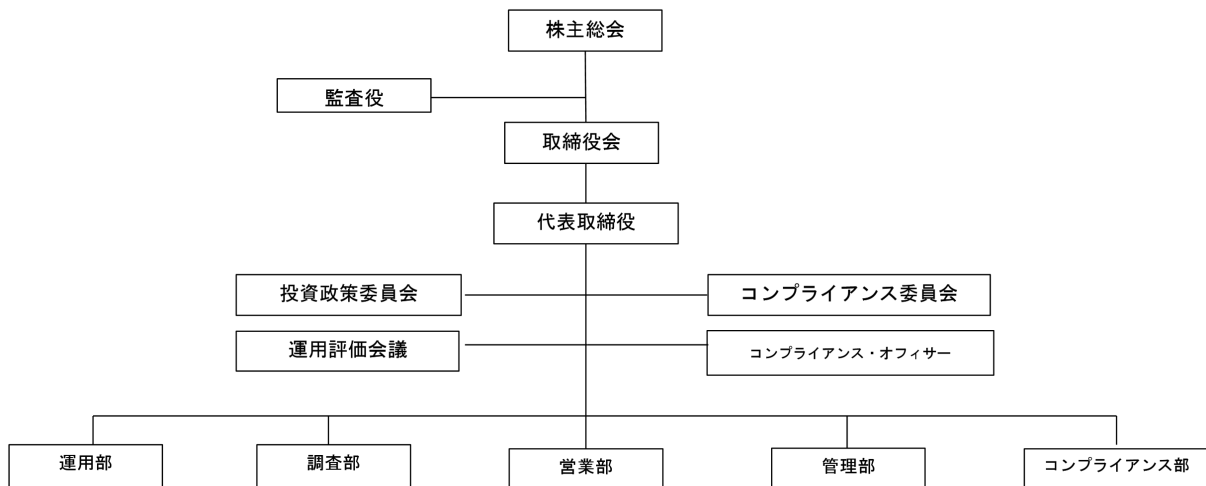 株主総会
監査役
取締役会
代表取締役
投資政策委員会
コンプライアンス委員会
運用評価会議
コンプライアンス・オフィサー
運用部
調査部
営業部
管理部
コンプライアンス部